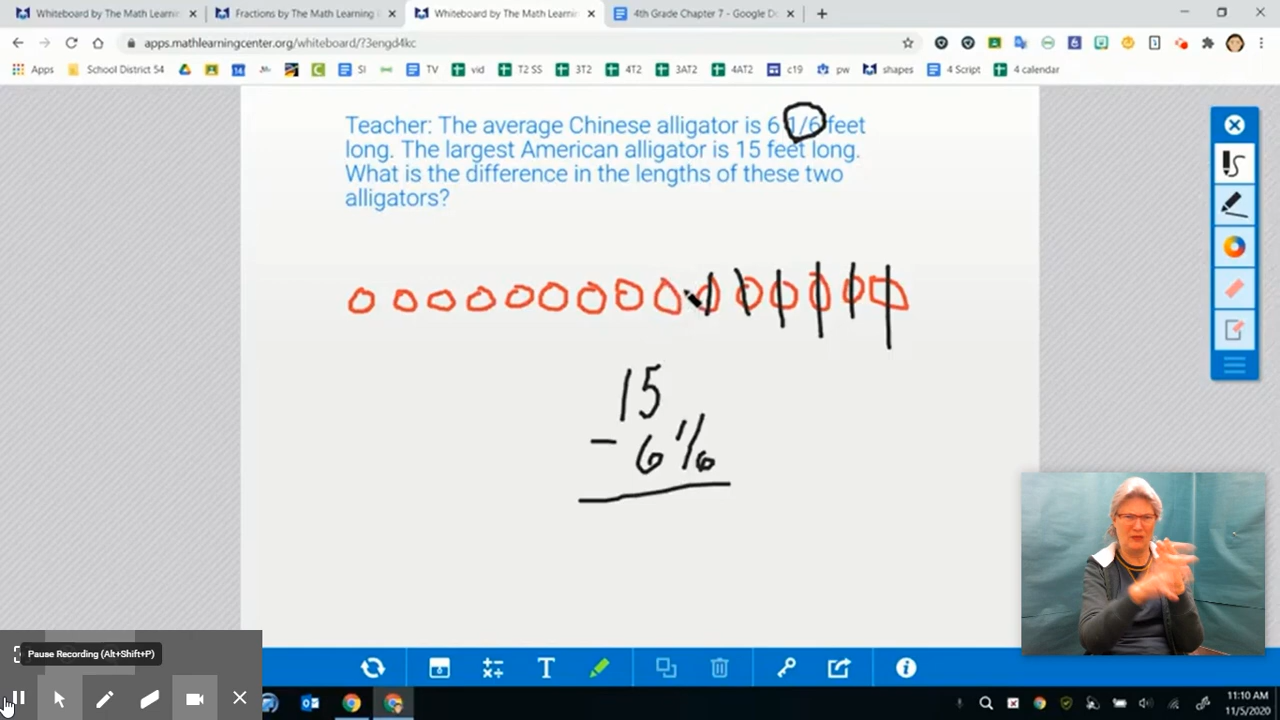 Whiteboard by The Math Learnin
Fractions by The Math Learning
Whiteboard by The Math Learnin
4th Grade Chapter 7 - Google Do
apps.mathlearningcenter.org/whiteboard/?3engd4kc
Apps
School District 54
SI
TV
vid
T2 SS
3T2
4T2
3AT2
4AT2
c19
pw
shapes
4 Script
4 calendar
Teacher: The average Chinese alligator is 6 1/6 feet
long. The largest American alligator is 15 feet long.
What is the difference in the lengths of these two
alligators?
15
- 6 1/6
Pause Recording (Alt+Shift+P)
11:10 AM
11/5/2020